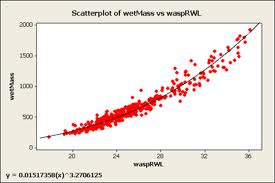 Scatterplot of wetMass vs waspRWL
2000
1500
wetMass
1000
500
0
20
24
28
32
36
waspRWL
y = 0.01517358(x)^3.2706125